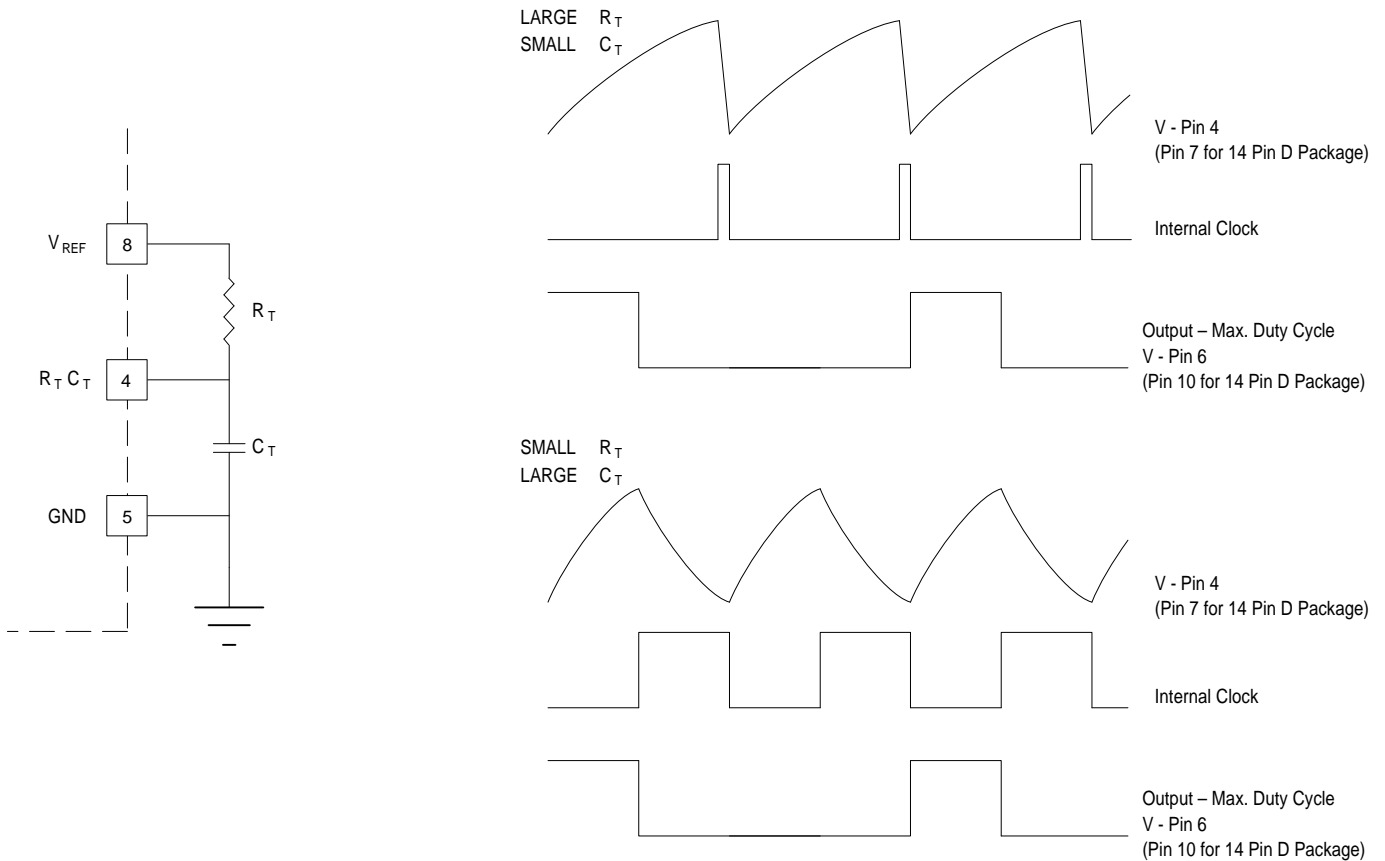 V REF
8
R T
R T C T
4
C T
GND
5
LARGE R T
SMALL C T
V - Pin 4
(Pin 7 for 14 Pin D Package)
Internal Clock
Output – Max. Duty Cycle
V - Pin 6
(Pin 10 for 14 Pin D Package)
SMALL R T
LARGE C T
V - Pin 4
(Pin 7 for 14 Pin D Package)
Internal Clock
Output – Max. Duty Cycle
V - Pin 6
(Pin 10 for 14 Pin D Package)